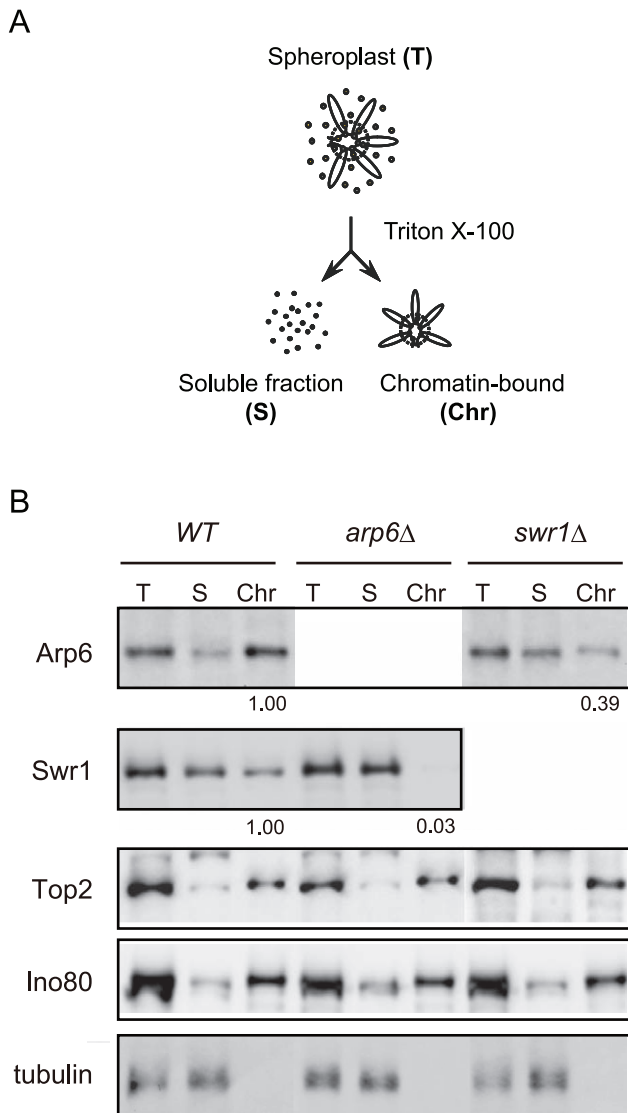 A
Spheroplast (T)
Triton X-100
Soluble fraction Chromatin-bound
(S) (Chr)
B
WT arp6Δ swr1Δ
T S Chr T S Chr T S Chr
Arp6
1.00 0.39
Swr1
1.00 0.03
Top2
Ino80
tubulin